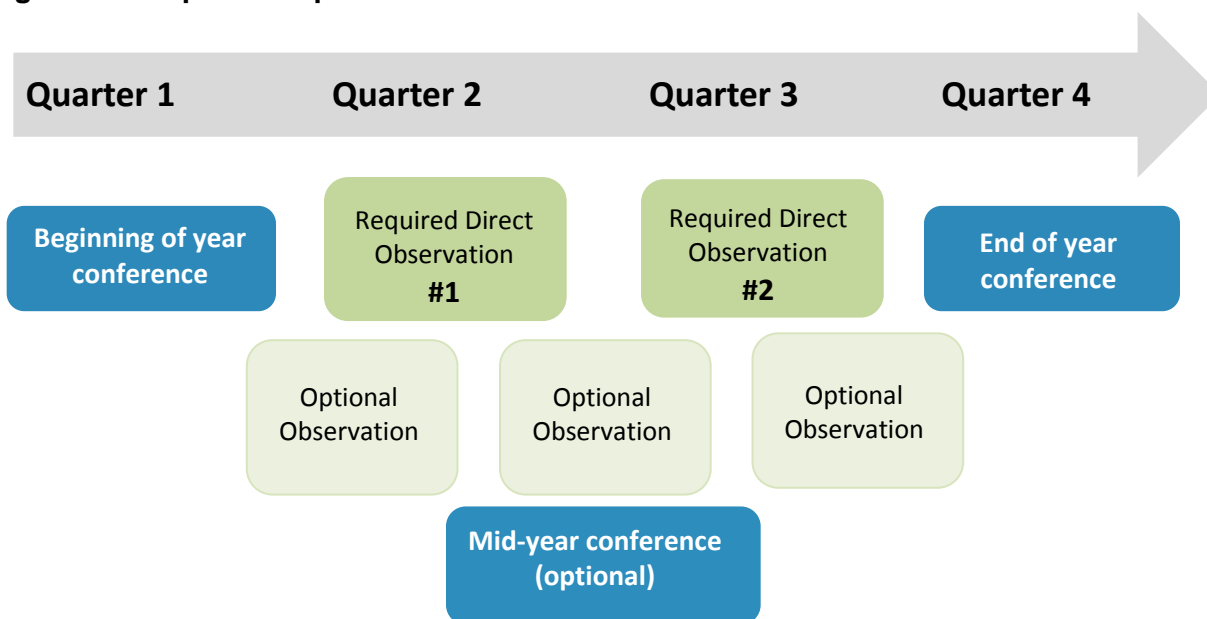 Quarter 1 Quarter 2 Quarter 3 Quarter 4
Beginning of year
conference
Required Direct
Observation
#1
Required Direct
Observation
#2
End of year
conference
Optional
Observation
Optional
Observation
Optional
Observation
Mid-year conference
(optional)